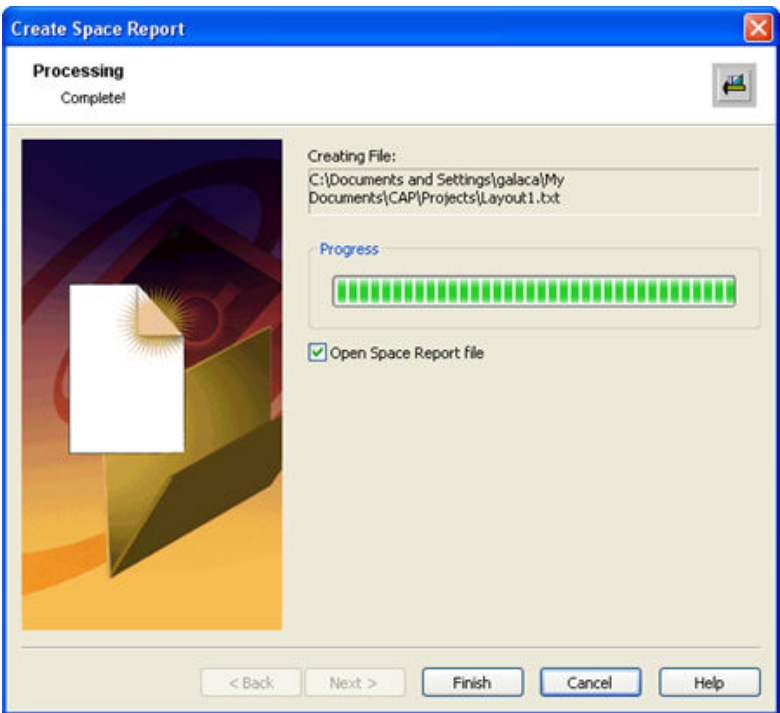 Create Space Report
Processing
Complete!
Creating File:
C:\Documents and Settings\galaca\My
Documents\CAP\Projects\Layout1.txt
Progress
Open Space Report file
< Back
Next >
Finish
Cancel
Help